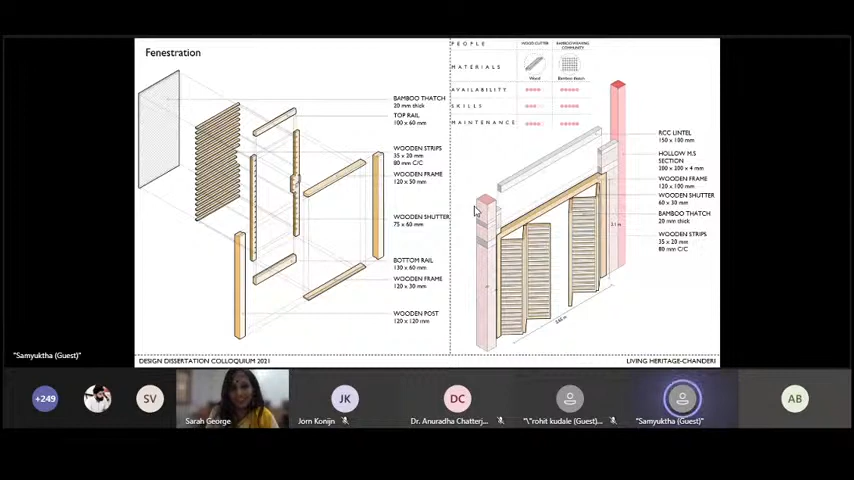 Fenestration
BAMBOO THATCH
20 mm thick
TOP RAIL
100 x 60 mm
WOODEN STRIPS
35 x 20 mm
80 mm C/C
WOODEN FRAME
120 x 50 mm
WOODEN SHUTTER
75 x 60 mm
BOTTOM RAIL
130 x 60 mm
WOODEN FRAME
120 x 30 mm
WOODEN POST
120 x 120 mm
DESIGN DISSERTATION COLLOQUIUM 2021
PEOPLE
WOOD CUTTER
BAMBOO WEAVING
COMMUNITY
MATERIALS
Wood
Bamboo thatch
AVAILABILITY
SKILLS
MAINTENANCE
RCC LINTEL
150 x 100 mm
HOLLOW M.S
SECTION
200 x 200 x 4 mm
WOODEN FRAME
120 x 100 mm
WOODEN SHUTTER
60 x 30 mm
BAMBOO THATCH
20 mm thick
WOODEN STRIPS
35 x 20 mm
80 mm C/C
LIVING HERITAGE-CHANDERI
"Samyuktha (Guest)"
+249
SV
Sarah George
JK
Jorn Konijn
DC
Dr. Anuradha Chatterj...
"\"rohit kudale (Guest)...
"Samyuktha (Guest)"
AB